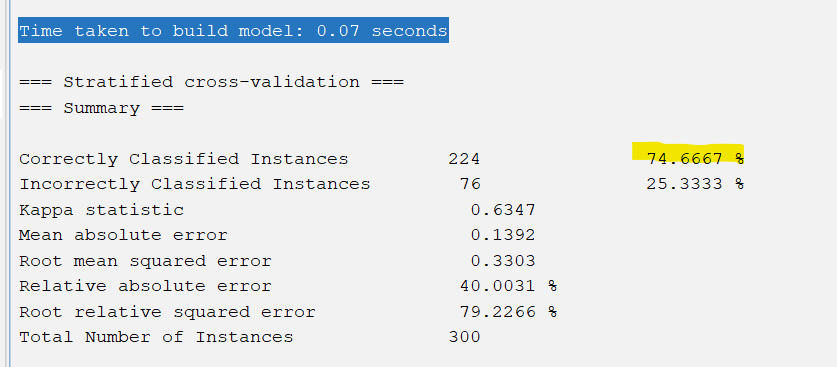 Time taken to build model: 0.07 seconds
=== Stratified cross-validation ===
=== Summary ===
Correctly Classified Instances 224 74.6667 %
Incorrectly Classified Instances 76 25.3333 %
Kappa statistic 0.6347
Mean absolute error 0.1392
Root mean squared error 0.3303
Relative absolute error 40.0031 %
Root relative squared error 79.2266 %
Total Number of Instances 300